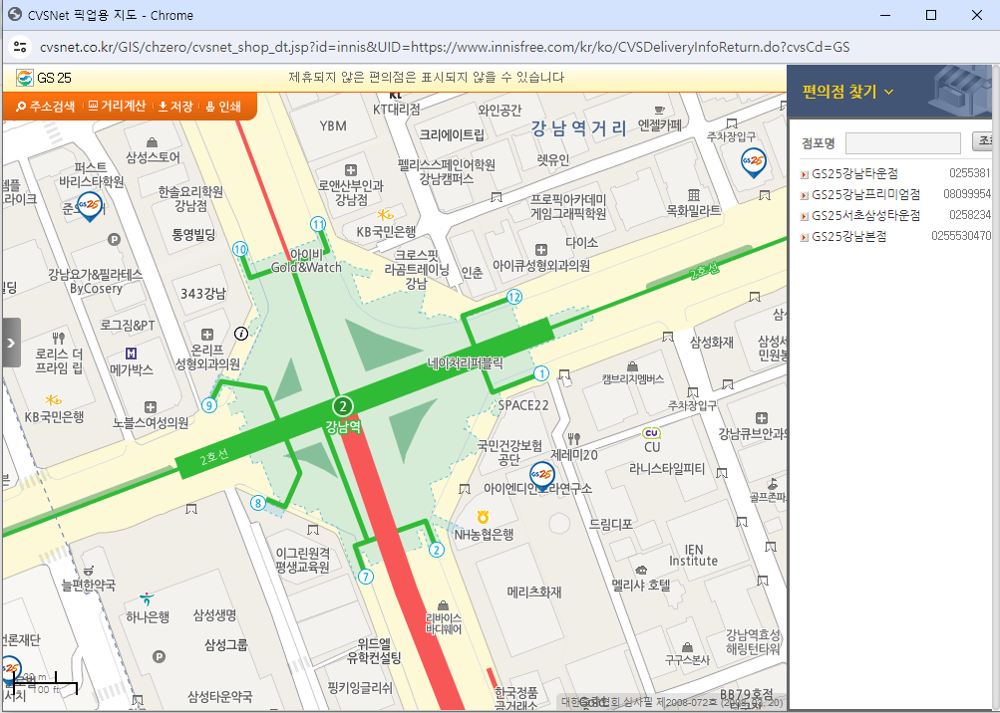 CVSNet 픽업용 지도 - Chrome
cvsnet.co.kr/GIS/chzero/cvsnet_shop_dt.jsp?id=innis&UID=https://www.innisfree.com/kr/ko/CVSDeliveryInfoReturn.do?cvsCd=GS
GS 25
제휴되지 않은 편의점은 표시되지 않을 수 있습니다
편의점 찾기
주소검색
거리계산
저장
인쇄
점포명
GS25강남타운점 0255381
GS25강남프리미엄점 08099954
GS25서초삼성타운점 0258234
GS25강남본점 0255530470
KT
KT대리점
와인공간
YBM
크리에이트립
강남역거리
엔젤카페
주차장입구
삼성스토어
퍼스트
바리스타학원
펠리스스페인어학원
강남캠퍼스
렛유인
GS25
로앤산부인과
강남점
한솔요리학원
강남점
프로픽아카데미
게임그래픽학원
목화밀라트
GS25
KB국민은행
11
통영빌딩
10
다이소
아이비
Gold&Watch
크로스핏
라곰트레이닝
강남
인춘
아이큐성형외과의원
강남요가&필라테스
ByCosery
2호선
343강남
12
로그짐&PT
온리프
성형외과의원
로리스 더
프라임 립
메가박스
네이처리퍼블릭
삼성화재
캠브리지멤버스
1
KB국민은행
9
노블스여성의원
2
강남역
SPACE22
주차장입구
국민건강보험
공단
제레미20
CU
CU
2호선
라니스타일피티
GS25
8
NH농협은행
드림디포
2
IEN
Institute
이그린원격
평생교육원
7
멜리샤 호텔
늘편한약국
메리츠화재
하나은행
삼성생명
리바이스
바디웨어
삼성그룹
위드엘
유학컨설팅
강남역효성
해링턴타워
구구스본사
핑키잉글리쉬
삼성타운약국
한국정품
금거래소
BB79호점
100 ft